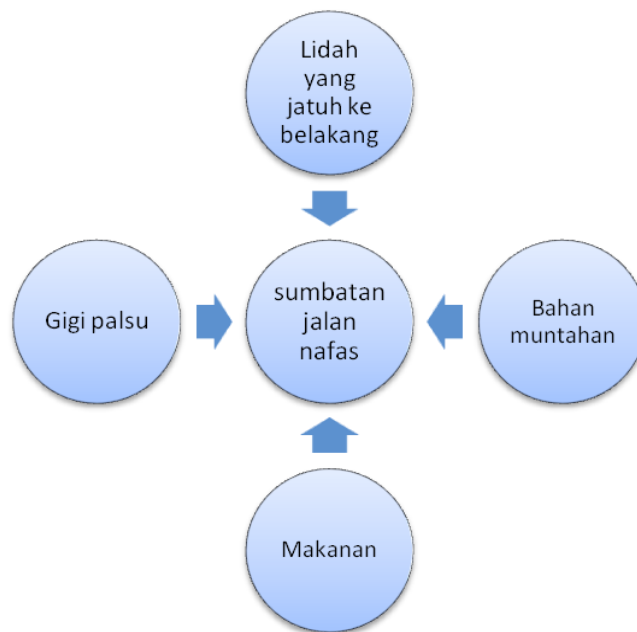 Lidah
yang
jatuh ke
belakang
Gigi palsu
sumbatan
jalan
nafas
Bahan
muntahan
Makanan